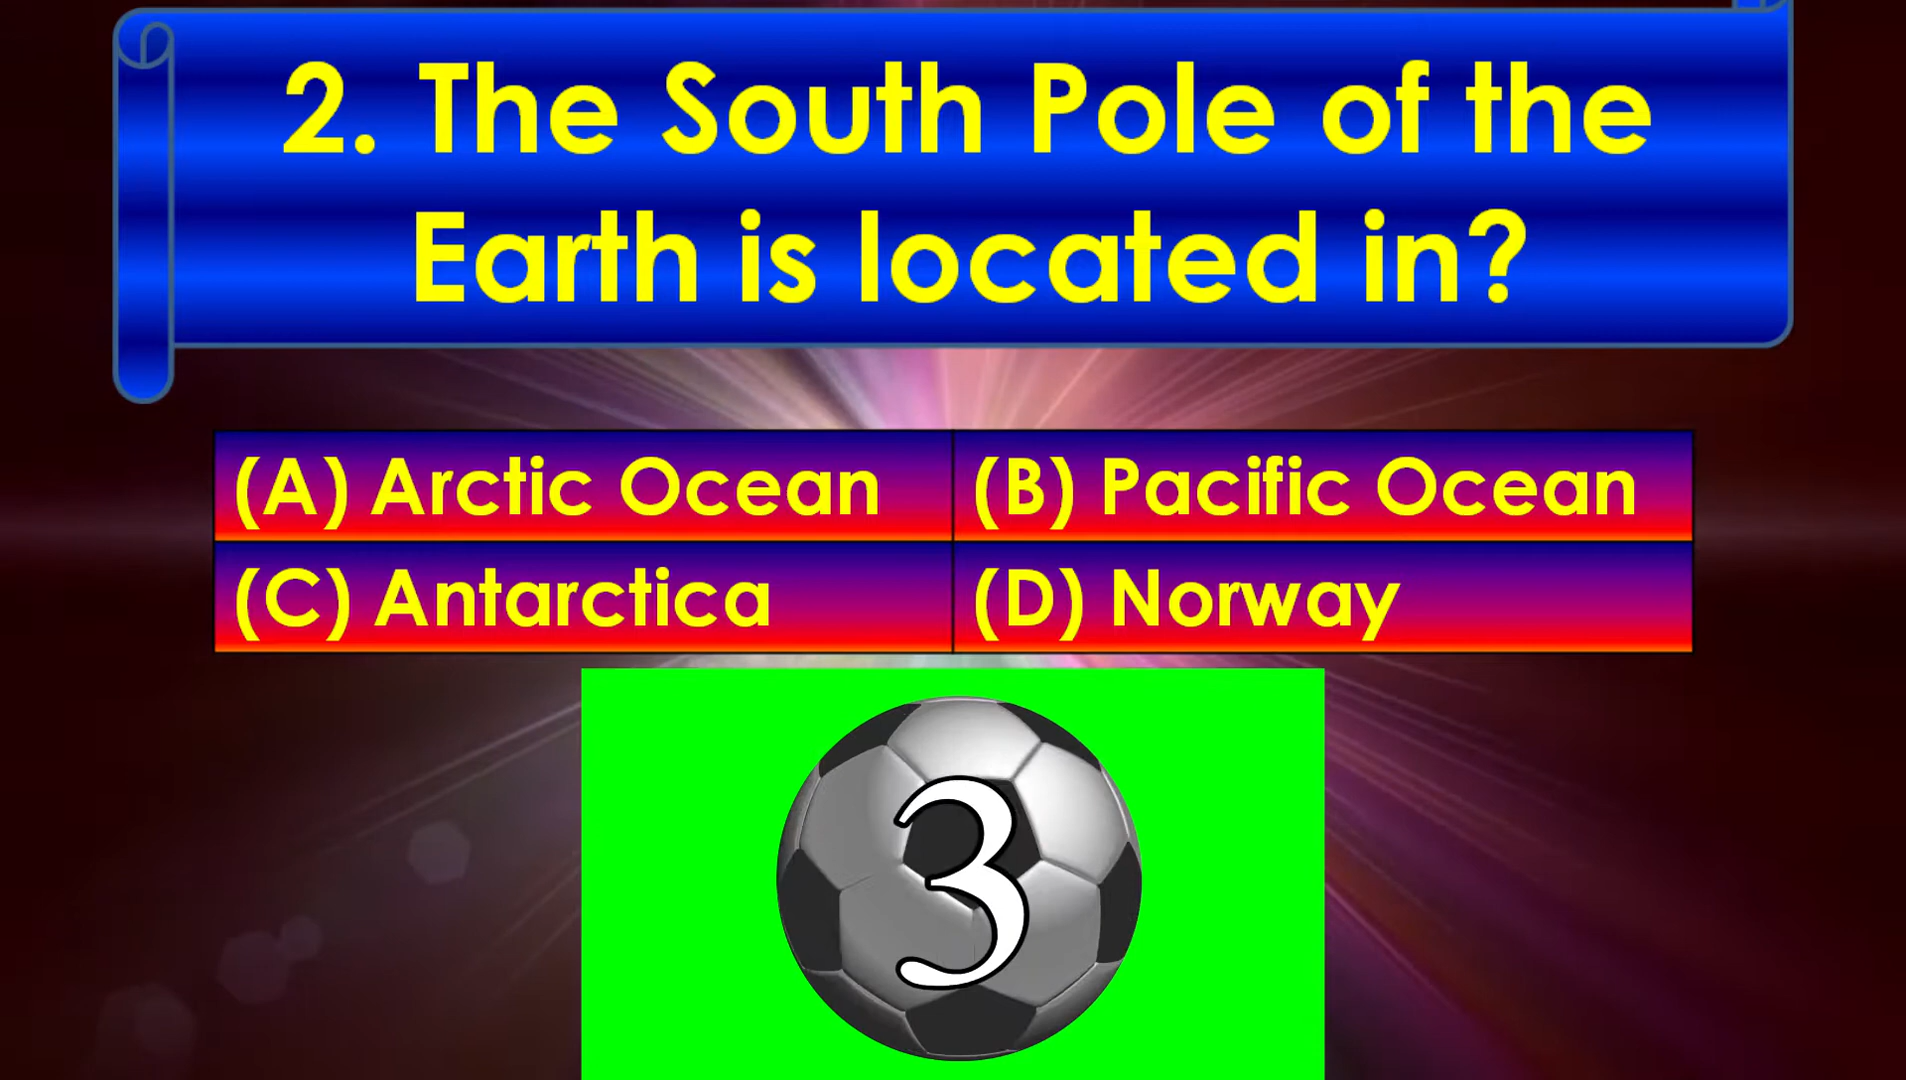 2. The South Pole of the
Earth is located in?
(A) Arctic Ocean
(B) Pacific Ocean
(C) Antarctica
(D) Norway
3